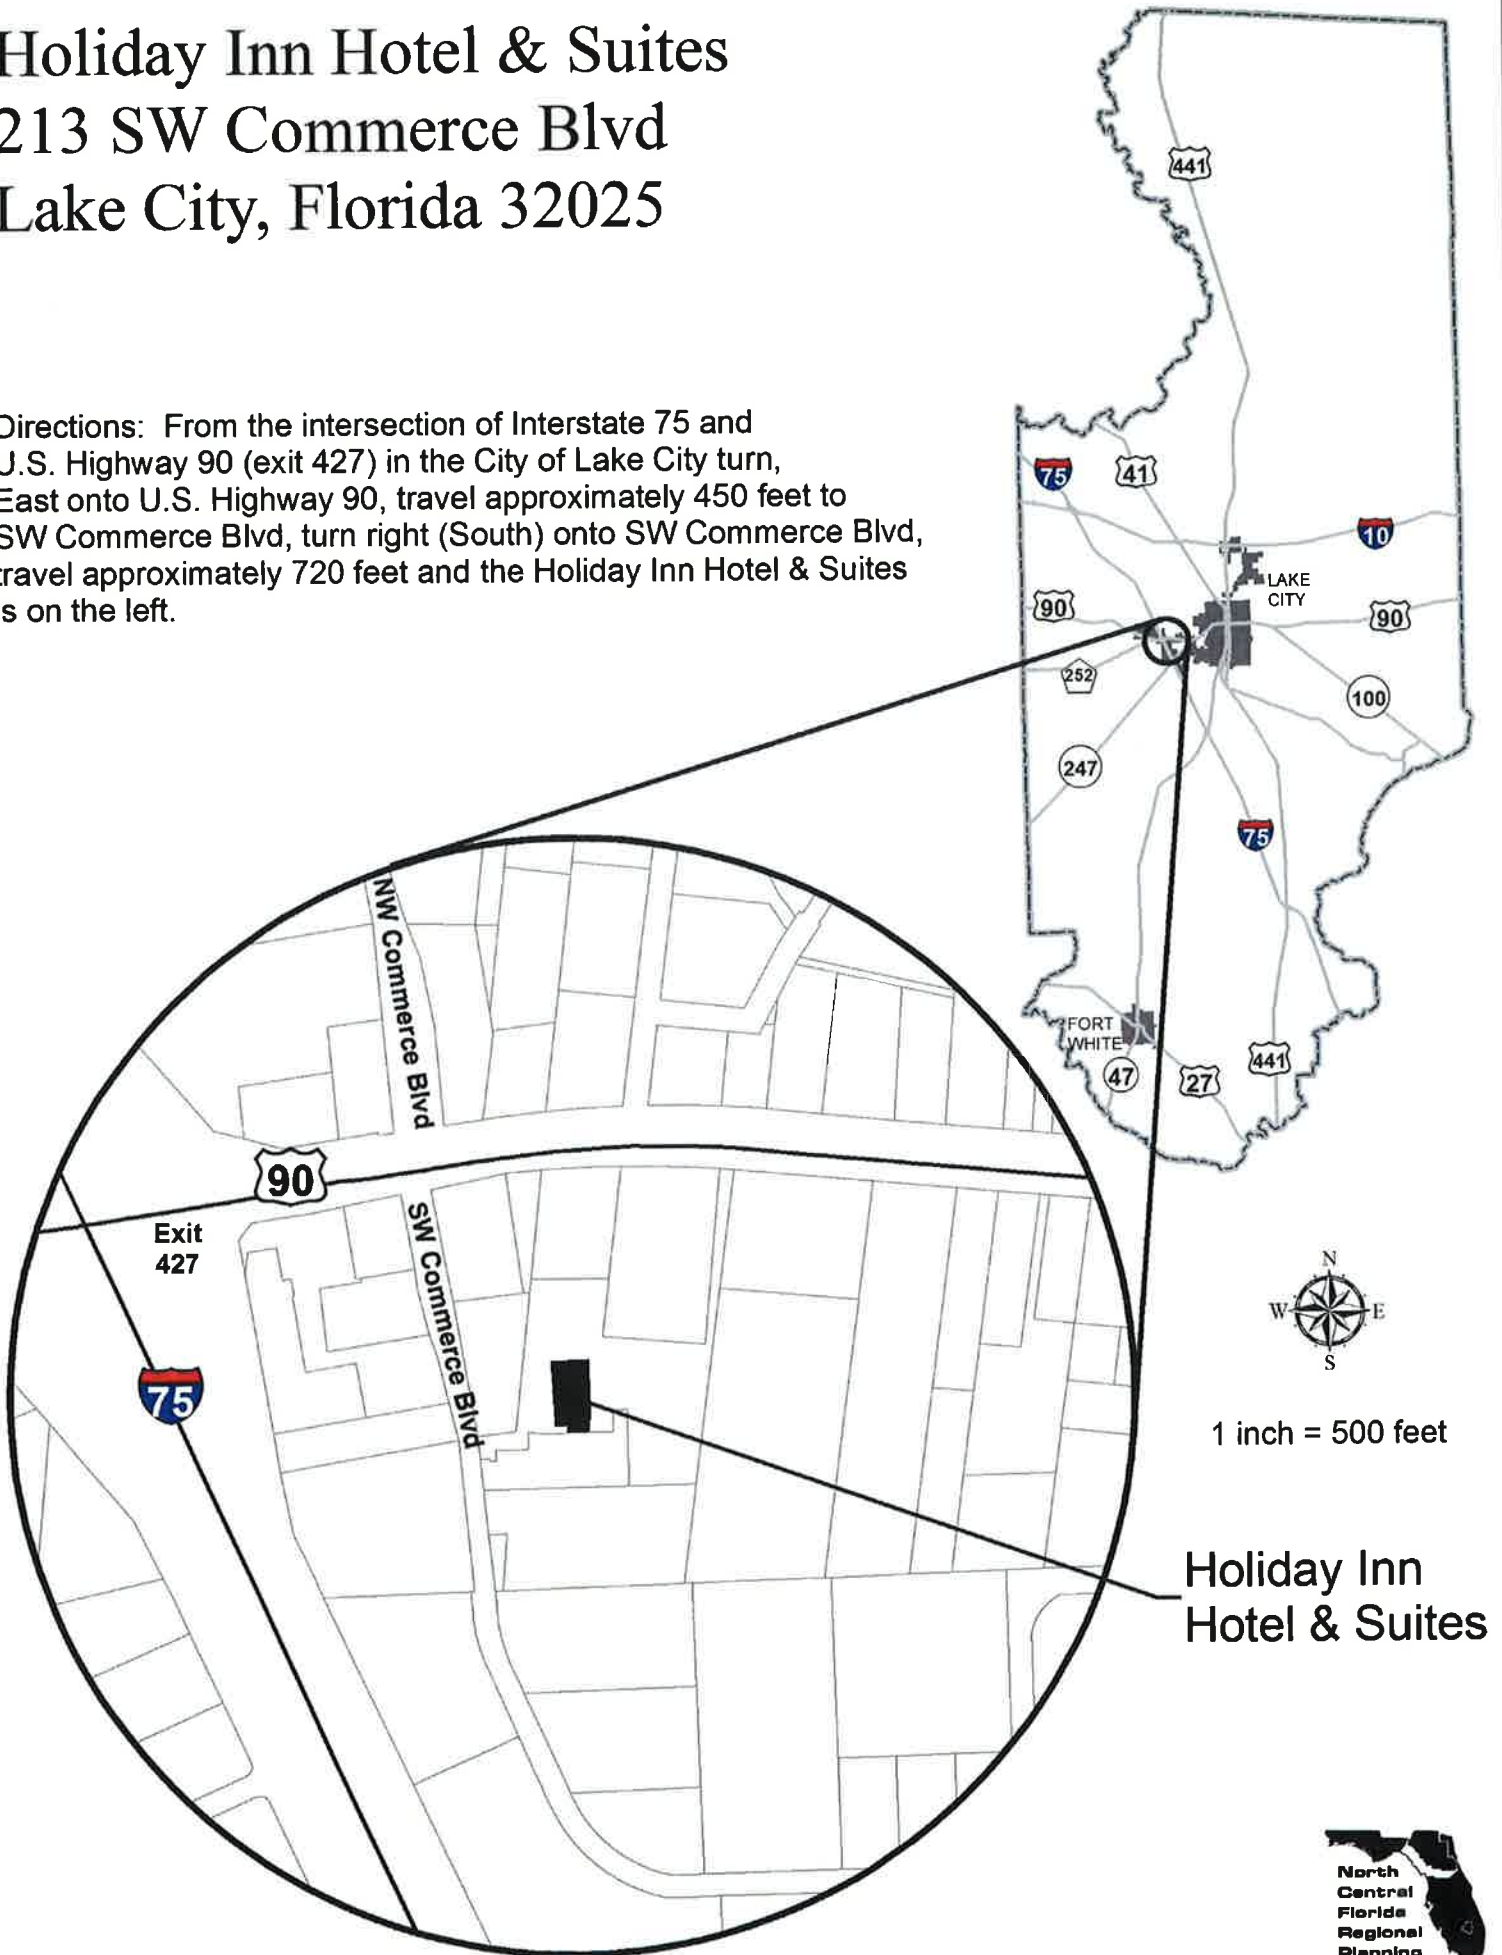 Holiday Inn Hotel & Suites
213 SW Commerce Blvd
Lake City, Florida 32025
Directions: From the intersection of Interstate 75 and
U.S. Highway 90 (exit 427) in the City of Lake City turn,
East onto U.S. Highway 90, travel approximately 450 feet to
SW Commerce Blvd, turn right (South) onto SW Commerce Blvd,
travel approximately 720 feet and the Holiday Inn Hotel & Suites
is on the left.
441
75
41
10
LAKE
CITY
90
90
252
100
247
75
FORT
WHITE
47
27
441
NW Commerce Blvd
90
Exit
427
SW Commerce Blvd
75
N
W
E
S
1 inch = 500 feet
Holiday Inn
Hotel & Suites
North
Central
Florida
Regional
Planning